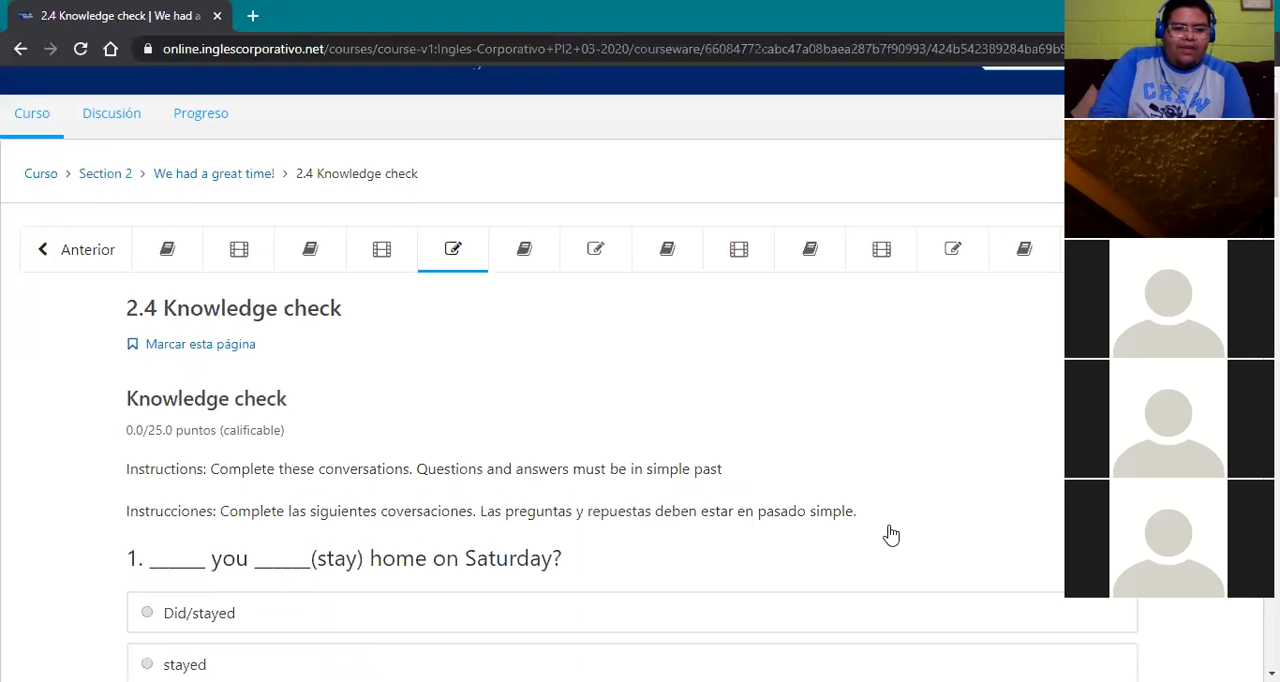 2.4 Knowledge check | We had a
online.inglescorporativo.net/courses/course-v1:Ingles-Corporativo+PI2+03-2020/courseware/66084772cabc47a08baea287b7f90993/424b542389284ba69b9
Curso Discusión Progreso
Curso > Section 2 > We had a great time! > 2.4 Knowledge check
Anterior
2.4 Knowledge check
Marcar esta página
Knowledge check
0.0/25.0 puntos (calificable)
Instructions: Complete these conversations. Questions and answers must be in simple past
Instrucciones: Complete las siguientes coversaciones. Las preguntas y repuestas deben estar en pasado simple.
1. ______ you ______(stay) home on Saturday?
Did/stayed
stayed
CREW